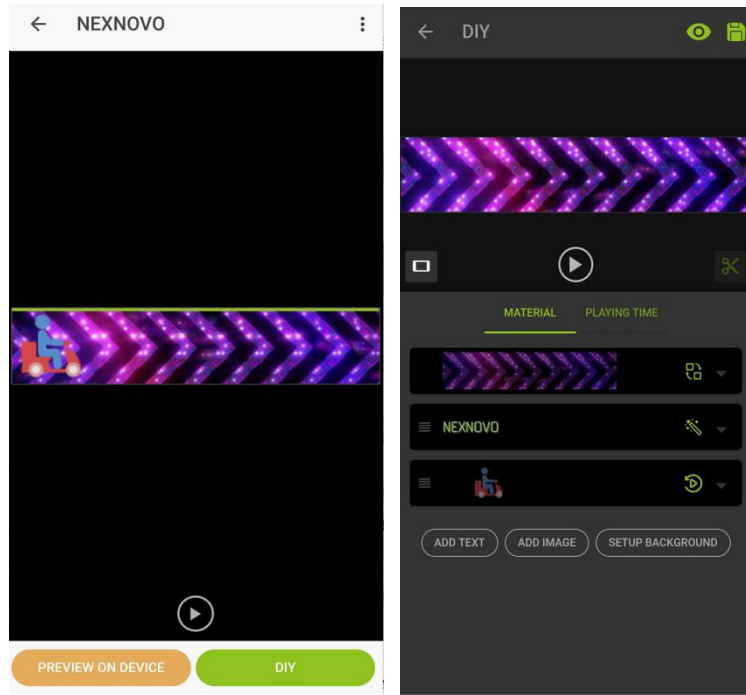 NEXNOVO
PREVIEW ON DEVICE
DIY
DIY
MATERIAL
PLAYING TIME
NEXNOVO
ADD TEXT
ADD IMAGE
SETUP BACKGROUND